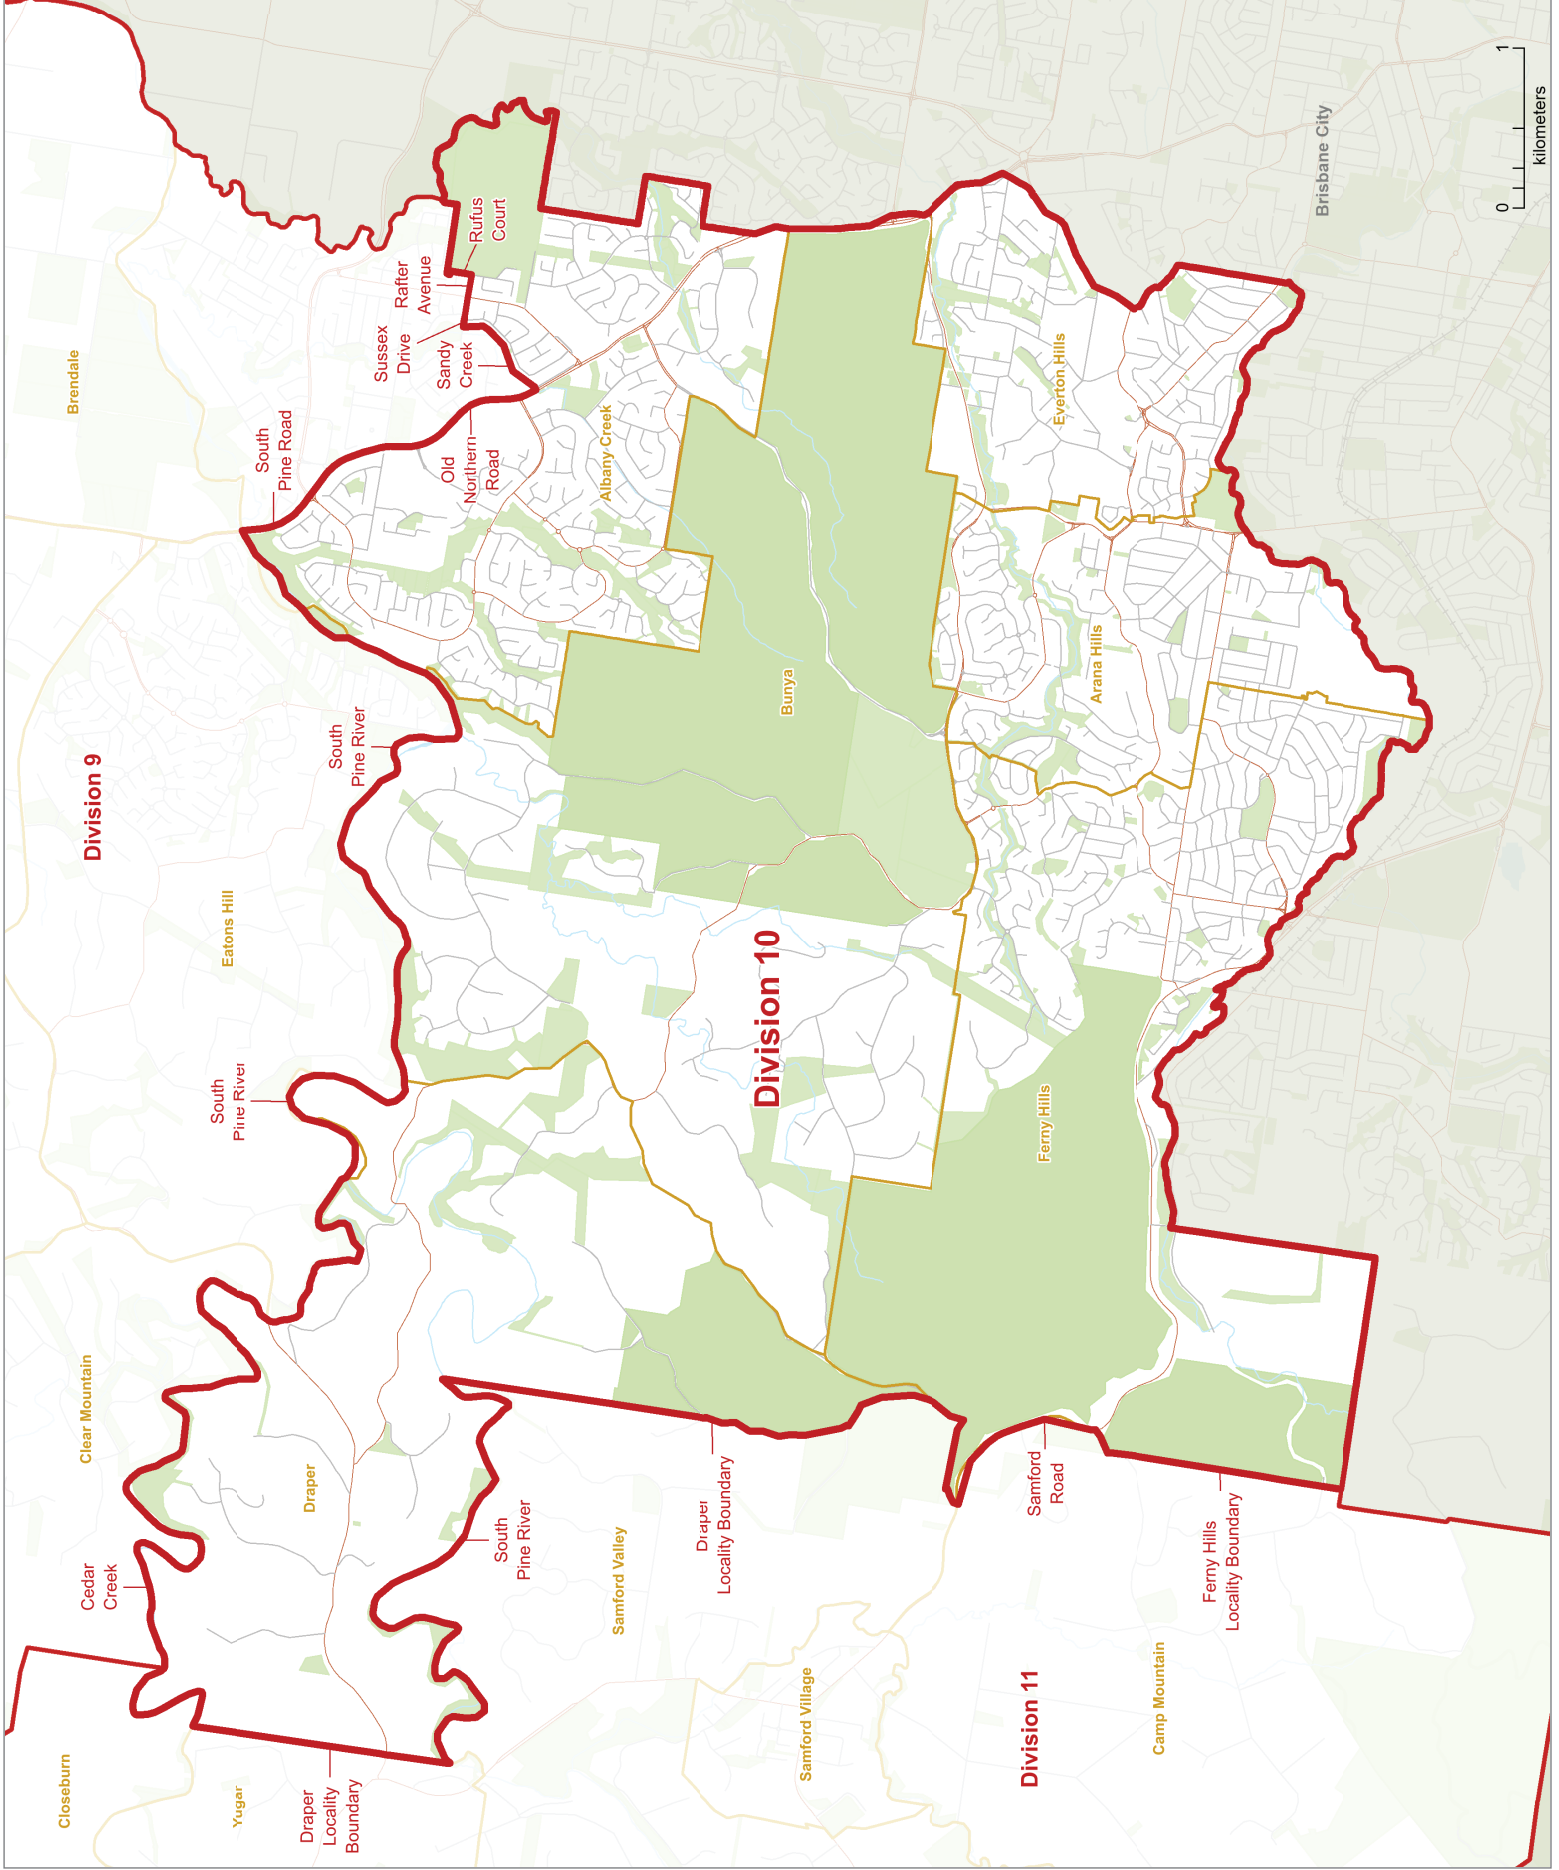 Closeburn
Clear Mountain
Division 9
Brendale
Cedar
Creek
South
Pine River
Eatons Hill
South
Pine Road
Yugar
Draper
Locality
Boundary
Draper
South
Pine River
Sussex
Drive
Rafter
Avenue
Sandy
Creek
Rufus
Court
Old
Northern
Road
South
Pine River
Samford Valley
Albany Creek
Draper
Locality Boundary
Division 10
Bunya
Samford Village
Division 11
Samford
Road
Ferny Hills
Arana Hills
Everton Hills
Camp Mountain
Ferny Hills
Locality Boundary
Brisbane City
0 1
kilometers